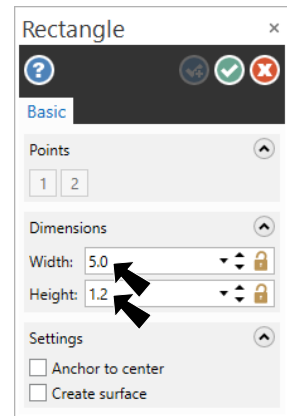 Rectangle ×
?
Basic
Points
1 2
Dimensions
Width: 5.0
Height: 1.2
Settings
Anchor to center
Create surface